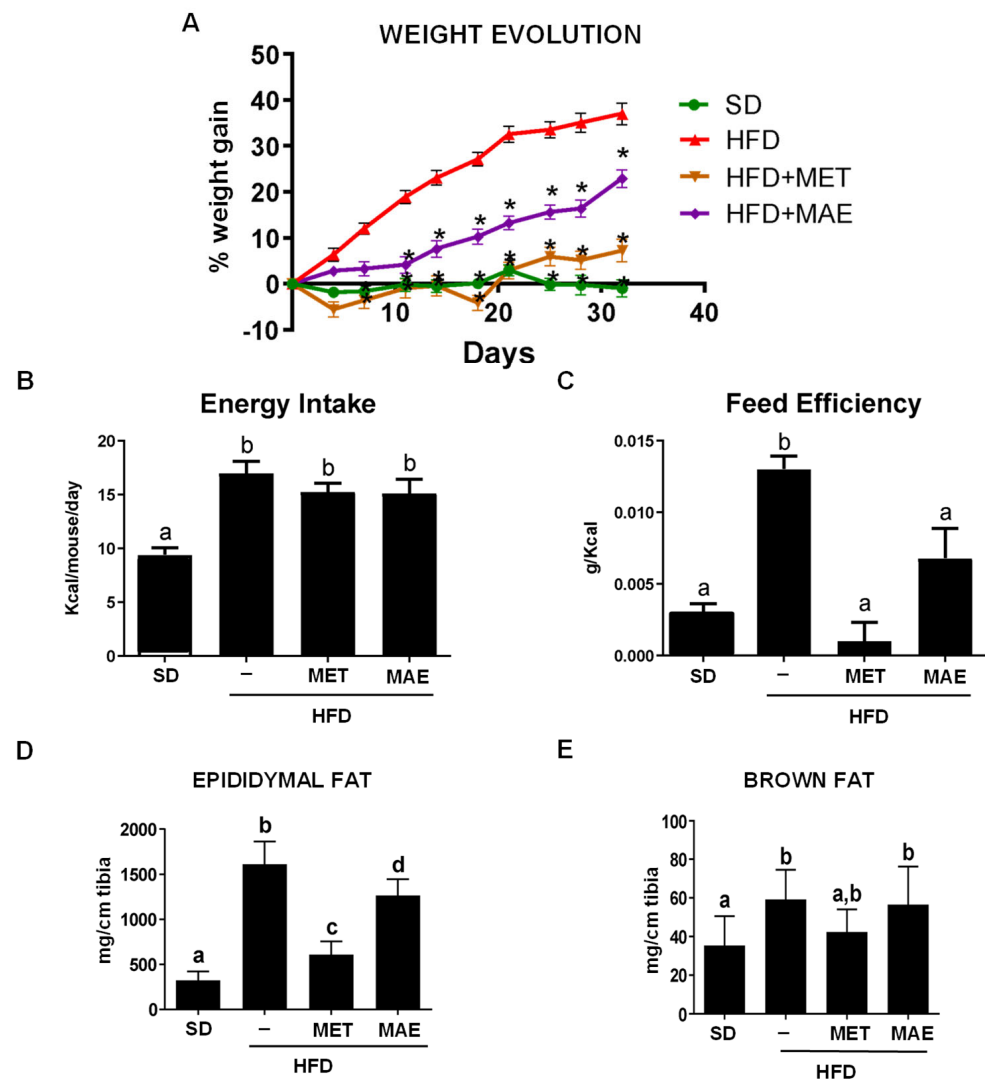 A
WEIGHT EVOLUTION
% weight gain
50
40
30
20
10
0
-10
10
20
30
40
Days
SD
HFD
HFD+MET
HFD+MAE
* * * * * * * *
* * * * * * * *
* * * * * * * *
B
Energy Intake
Kcal/mouse/day
20
15
10
5
0
a
b
b
b
SD
–
MET
MAE
HFD
C
Feed Efficiency
g/Kcal
0.015
0.010
0.005
0.000
a
b
a
a
SD
–
MET
MAE
HFD
D
EPIDIDYMAL FAT
mg/cm tibia
2000
1500
1000
500
0
a
b
c
d
SD
–
MET
MAE
HFD
E
BROWN FAT
mg/cm tibia
100
80
60
40
20
0
a
b
a,b
b
SD
–
MET
MAE
HFD